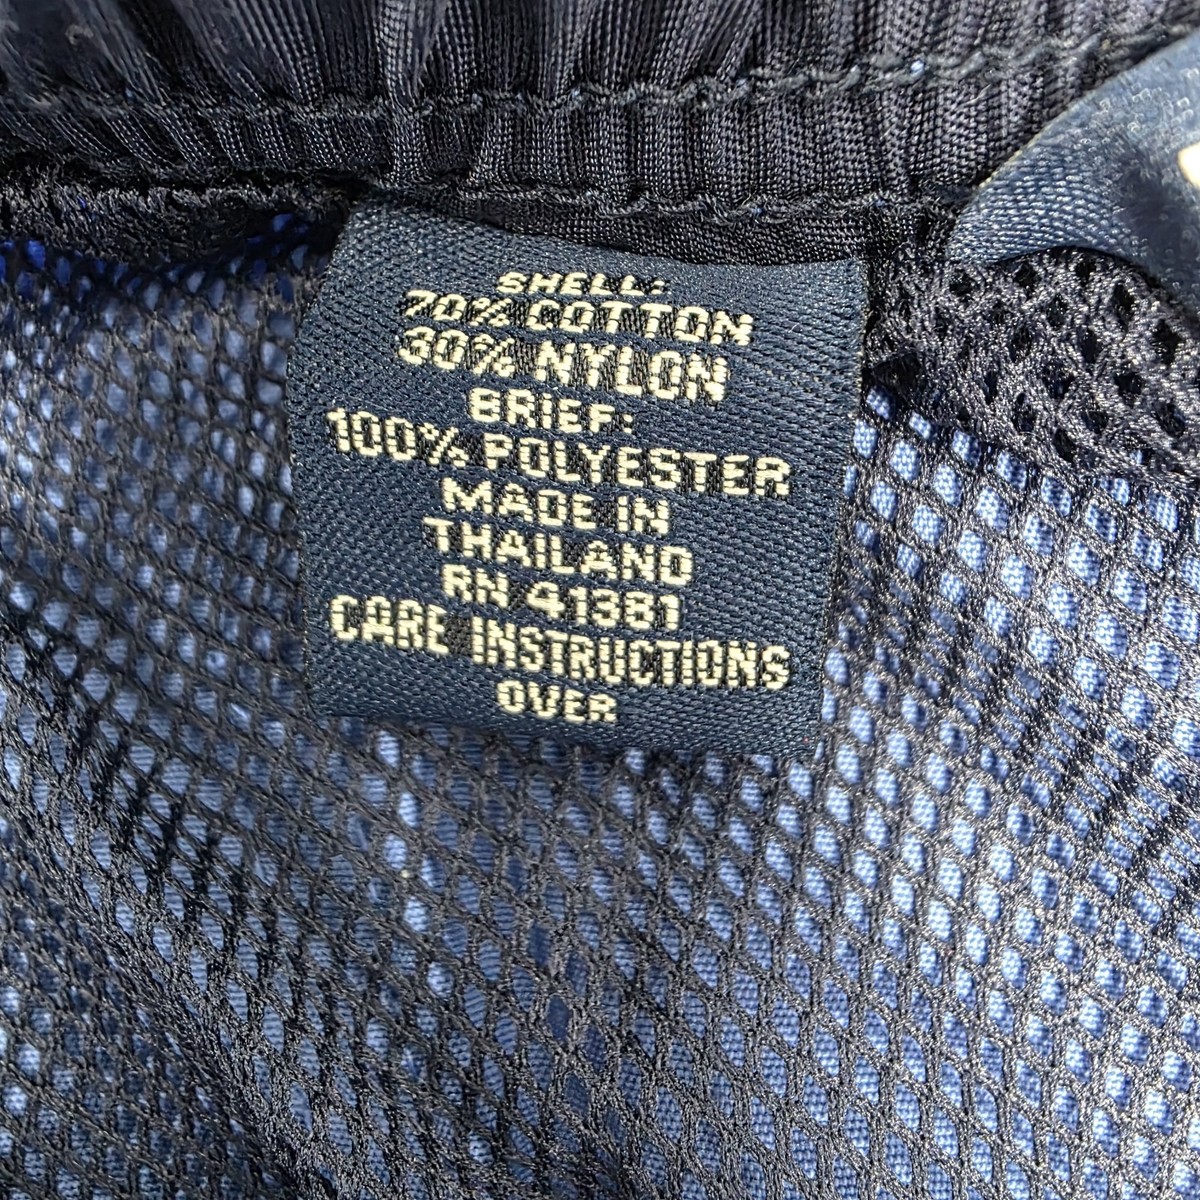 SHELL:
70% COTTON
30% NYLON
BRIEF:
100% POLYESTER
MADE IN
THAILAND
RN 41381
CARE INSTRUCTIONS
OVER